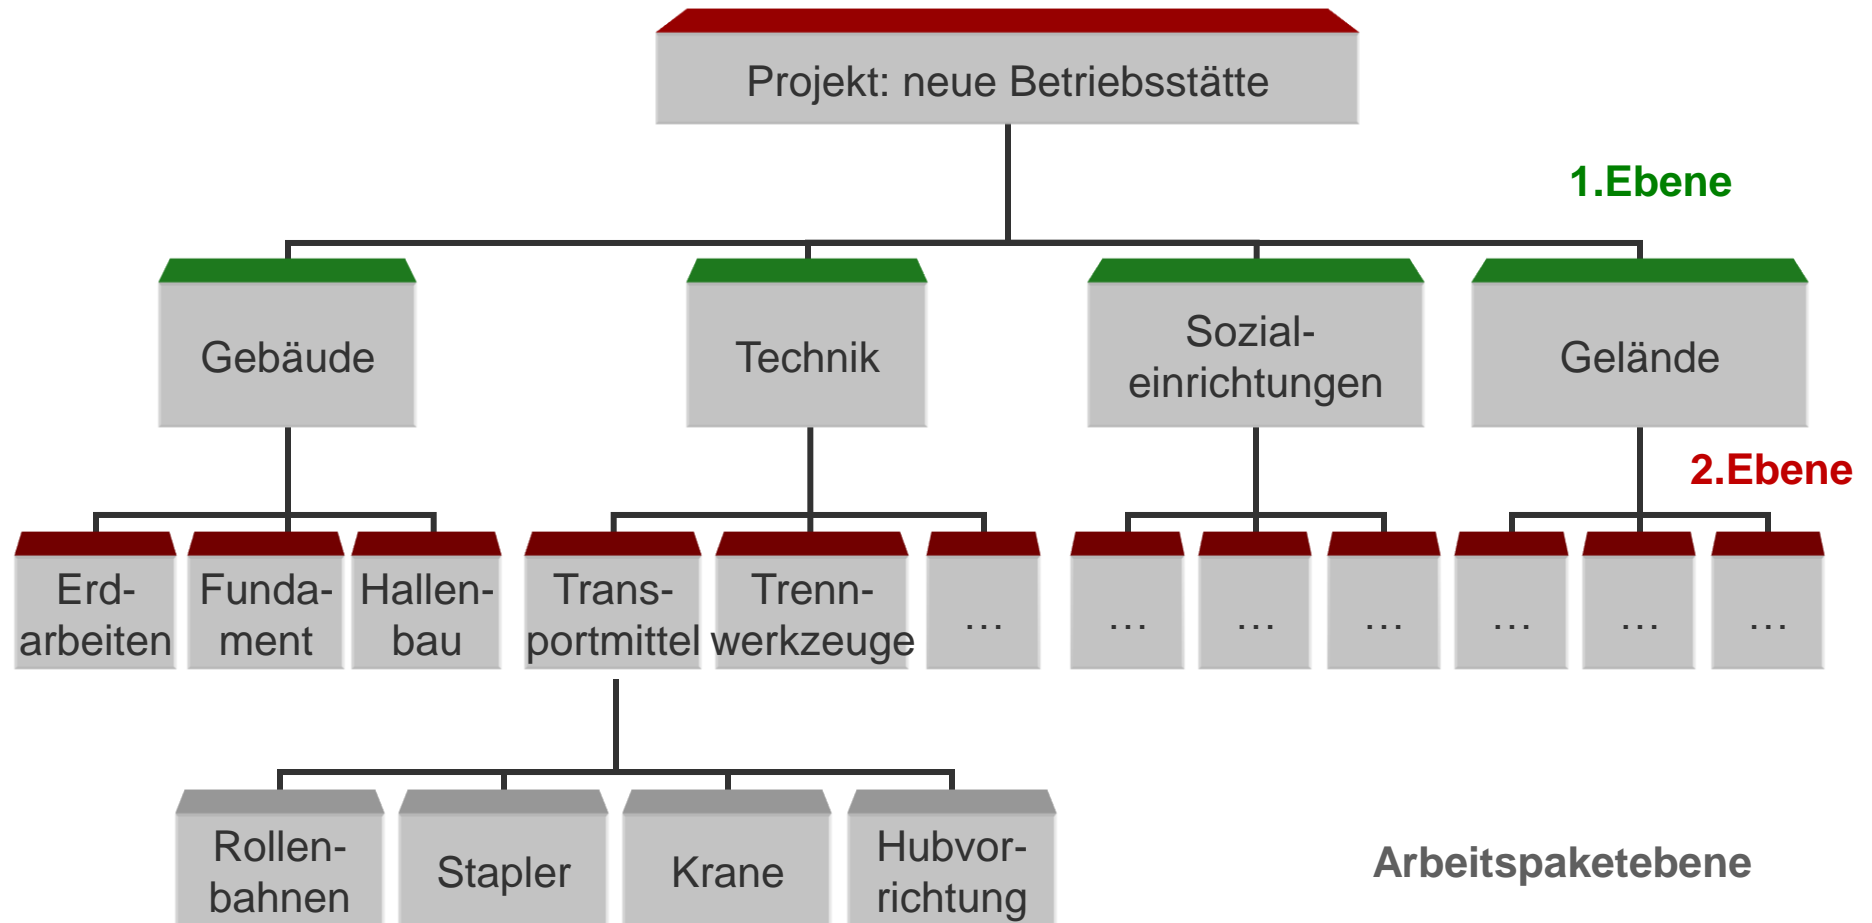 Projekt: neue Betriebsstätte
1.Ebene
Gebäude
Technik
Sozial-
einrichtungen
Gelände
2.Ebene
Erd-
arbeiten
Funda-
ment
Hallen-
bau
Trans-
portmittel
Trenn-
werkzeuge
…
…
…
…
…
…
…
Rollen-
bahnen
Stapler
Krane
Hubvor-
richtung
Arbeitspaketebene